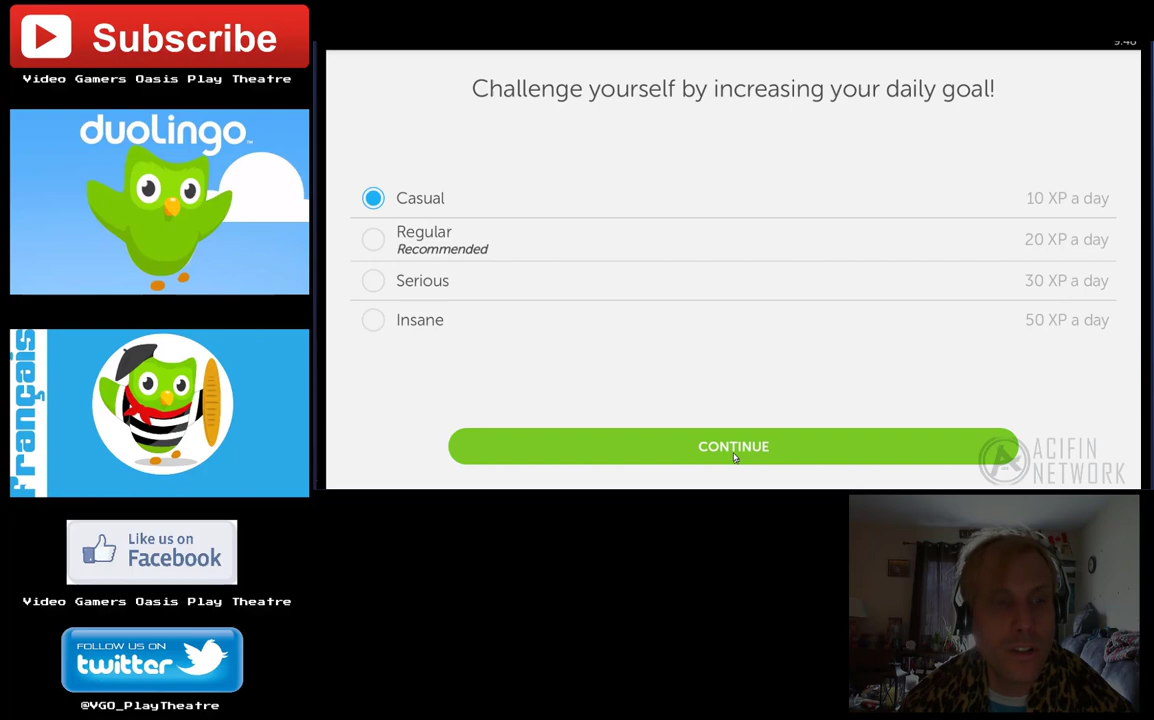 Subscribe
Video Gamers Oasis Play Theatre
duolingo
Français
Like us on
Facebook
Video Gamers Oasis Play Theatre
FOLLOW US ON
twitter
@VGO_PlayTheatre
Challenge yourself by increasing your daily goal!
Casual 10 XP a day
Regular
Recommended
20 XP a day
Serious 30 XP a day
Insane 50 XP a day
CONTINUE
ACIFIN
NETWORK